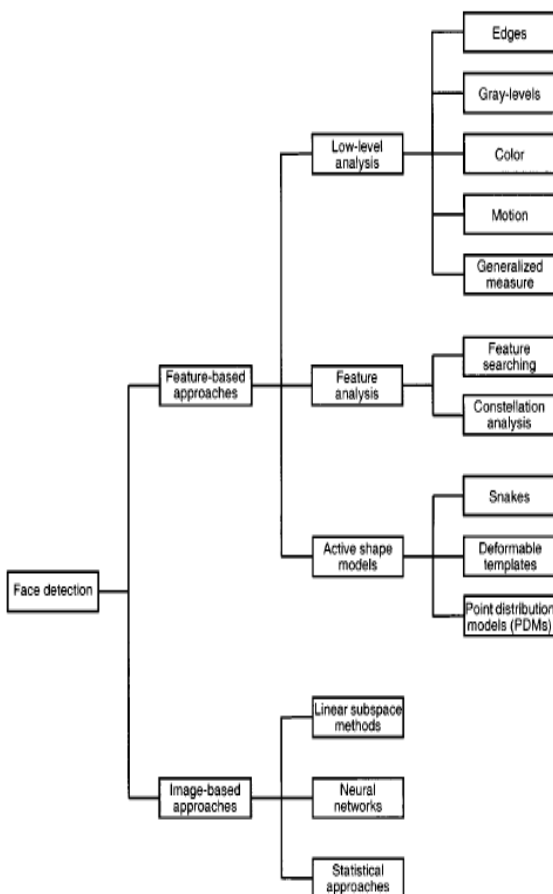 Edges
Gray-levels
Low-level
analysis
Color
Motion
Generalized
measure
Feature
searching
Feature-based
approaches
Feature
analysis
Constellation
analysis
Snakes
Active shape
models
Deformable
templates
Face detection
Point distribution
models (PDMs)
Linear subspace
methods
Image-based
approaches
Neural
networks
Statistical
approaches